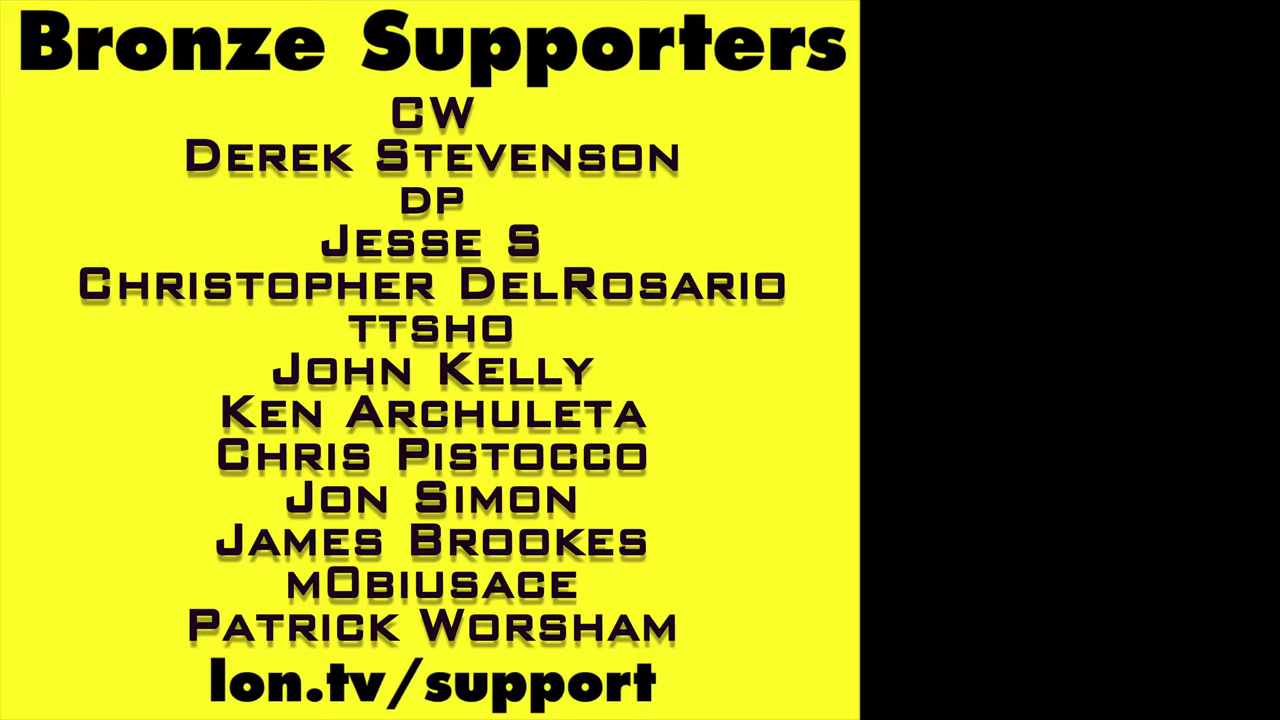 Bronze Supporters
CW
Derek Stevenson
DP
Jesse S
Christopher DelRosario
ttsho
John Kelly
Ken Archuleta
Chris Pistocco
Jon Simon
James Brookes
m0biusace
Patrick Worsham
lon.tv/support